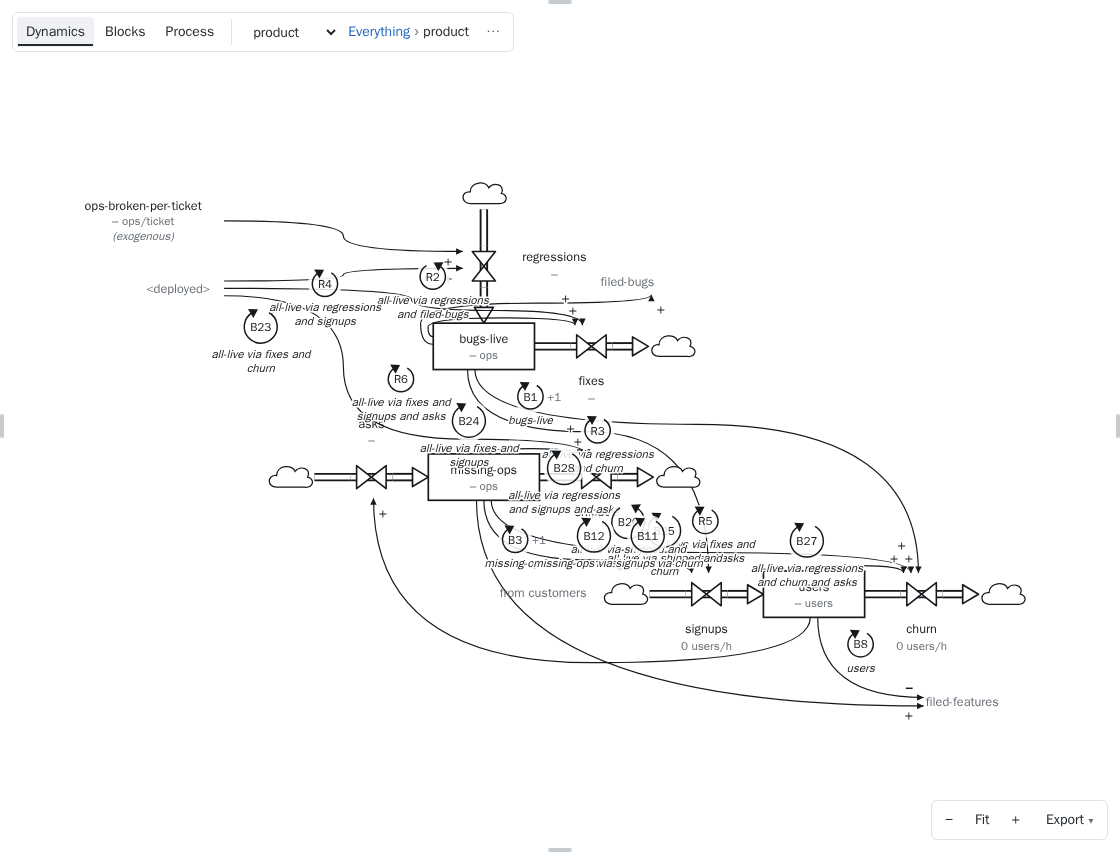 Dynamics Blocks Process product Everything › product ···
ops-broken-per-ticket
– ops/ticket
(exogenous)
<deployed>
regressions
–
filed-bugs
R4
R2
all-live via regressions
and signups
all-live via regressions
and filed-bugs
B23
all-live via fixes and
churn
bugs-live
– ops
fixes
–
R6
all-live via fixes and
signups and asks
asks
–
B1 +1
bugs-live
B24
all-live via fixes and
signups
R3
via regressions
churn
missing-ops
– ops
B28
all-live via regressions
and signups and ask
B3 +1
B12
B11
5
R5
via fixes and
asks
B27
all-live via regressions
and churn and asks
churn
from customers
users
– users
signups
0 users/h
churn
0 users/h
B8
users
filed-features
− Fit + Export ▾